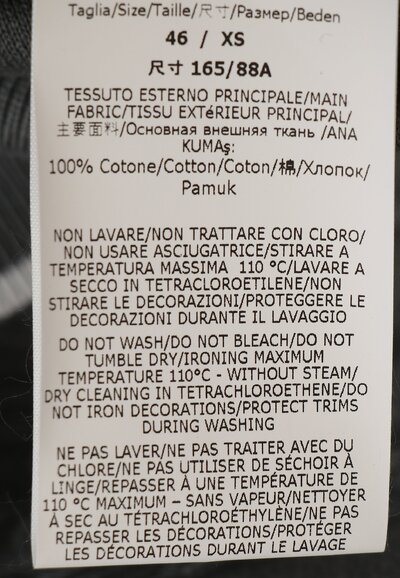 Taglia/Size/Taille/尺寸/Размер/Beden
46 / XS
尺寸 165/88A
TESSUTO ESTERNO PRINCIPALE/MAIN
FABRIC/TISSU EXTéRIEUR PRINCIPAL/
主要面料/Основная внешняя ткань /ANA
KUMAş:
100% Cotone/Cotton/Coton/棉/Хлопок/
Pamuk
NON LAVARE/NON TRATTARE CON CLORO/
NON USARE ASCIUGATRICE/STIRARE A
TEMPERATURA MASSIMA 110 °C/LAVARE A
SECCO IN TETRACLOROETILENE/NON
STIRARE LE DECORAZIONI/PROTEGGERE LE
DECORAZIONI DURANTE IL LAVAGGIO
DO NOT WASH/DO NOT BLEACH/DO NOT
TUMBLE DRY/IRONING MAXIMUM
TEMPERATURE 110°C - WITHOUT STEAM/
DRY CLEANING IN TETRACHLOROETHENE/DO
NOT IRON DECORATIONS/PROTECT TRIMS
DURING WASHING
NE PAS LAVER/NE PAS TRAITER AVEC DU
CHLORE/NE PAS UTILISER DE SÉCHOIR À
LINGE/REPASSER À UNE TEMPÉRATURE DE
110 °C MAXIMUM – SANS VAPEUR/NETTOYER
À SEC AU TÉTRACHLOROÉTHYLÈNE/NE PAS
REPASSER LES DÉCORATIONS/PROTÉGER
LES DÉCORATIONS DURANT LE LAVAGE